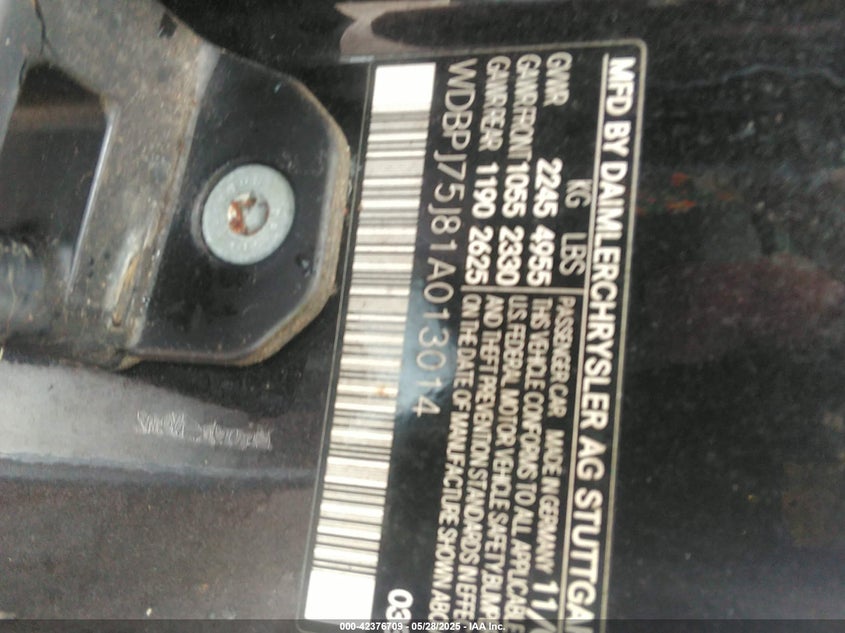 MFD BY DAIMLERCHRYSLER AG STUTTGA
KG LBS
GVWR 2245 4955
GAWR FRONT 1055 2330
GAWR REAR 1190 2625
PASSENGER CAR MADE IN GERMANY 11/
THIS VEHICLE CONFORMS TO ALL APPLICABLE
U.S. FEDERAL MOTOR VEHICLE SAFETY, BUMP
AND THEFT PREVENTION STANDARDS IN EFFE
ON THE DATE OF MANUFACTURE SHOWN ABO
WDBPJ75J81A013014
03
000-42376709 - 05/28/2025 - IAA Inc.